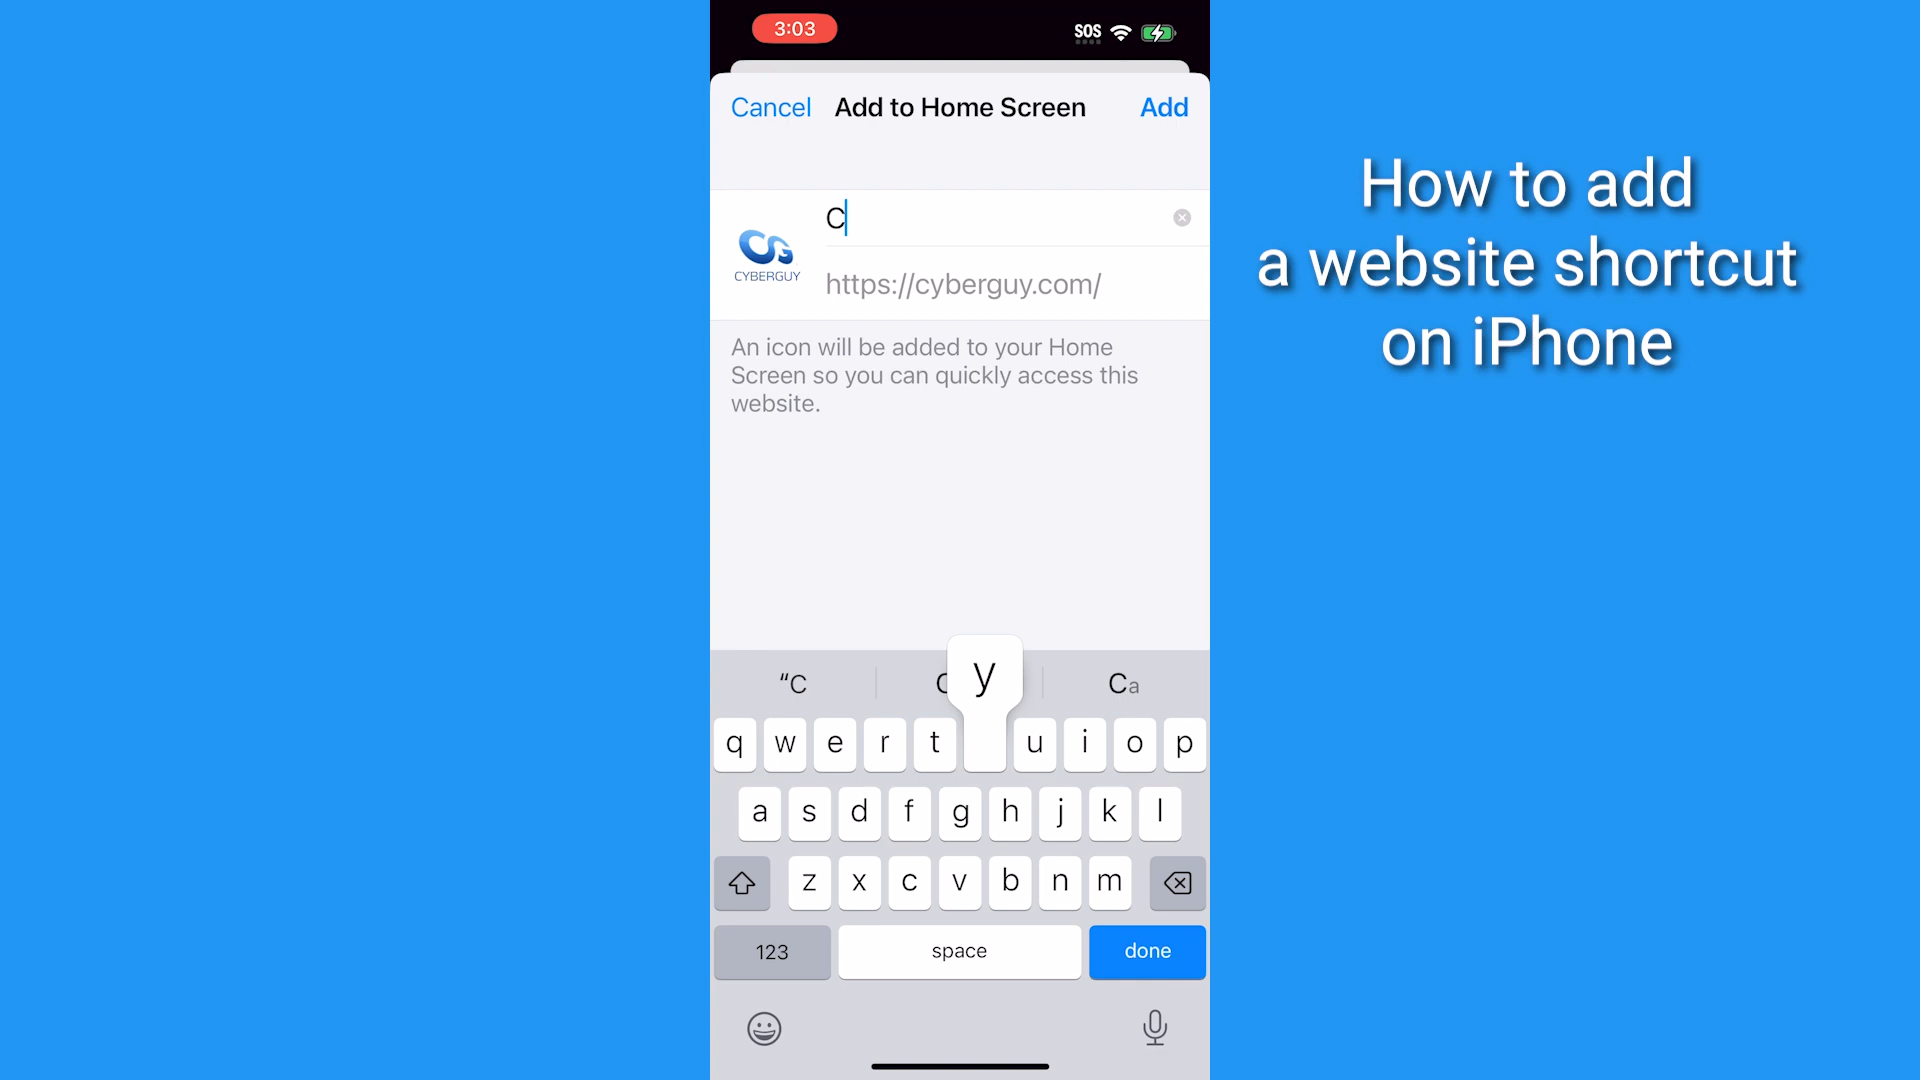 3:03
SOS
Cancel
Add to Home Screen
Add
C
CYBERGUY
https://cyberguy.com/
An icon will be added to your Home
Screen so you can quickly access this
website.
How to add
a website shortcut
on iPhone
“C
y
Ca
q w e r t u i o p
a s d f g h j k l
z x c v b n m
123
space
done